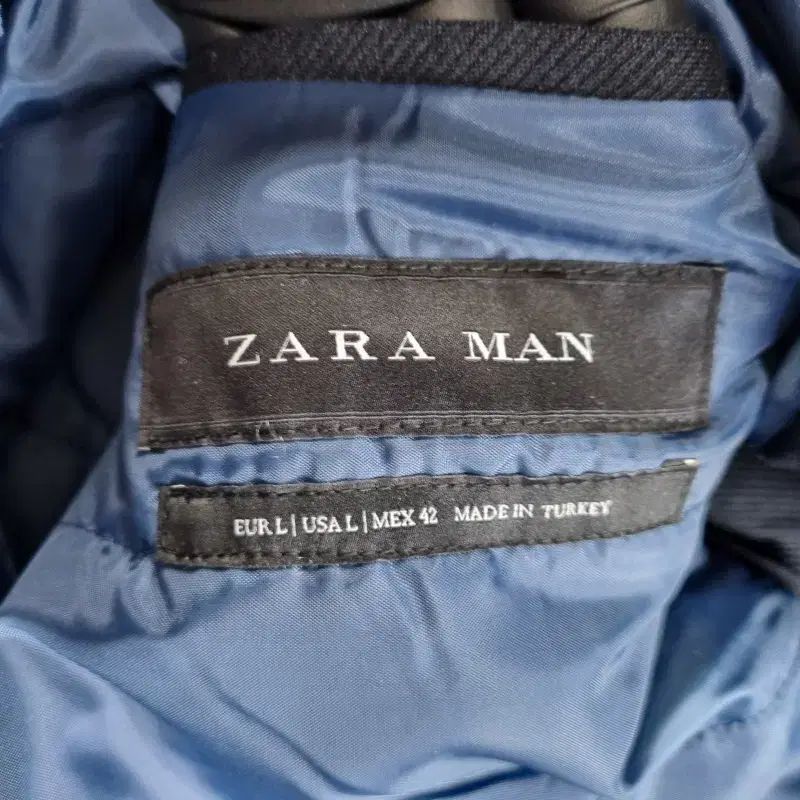 ZARA MAN
EUR L | USA L | MEX 42 MADE IN TURKEY